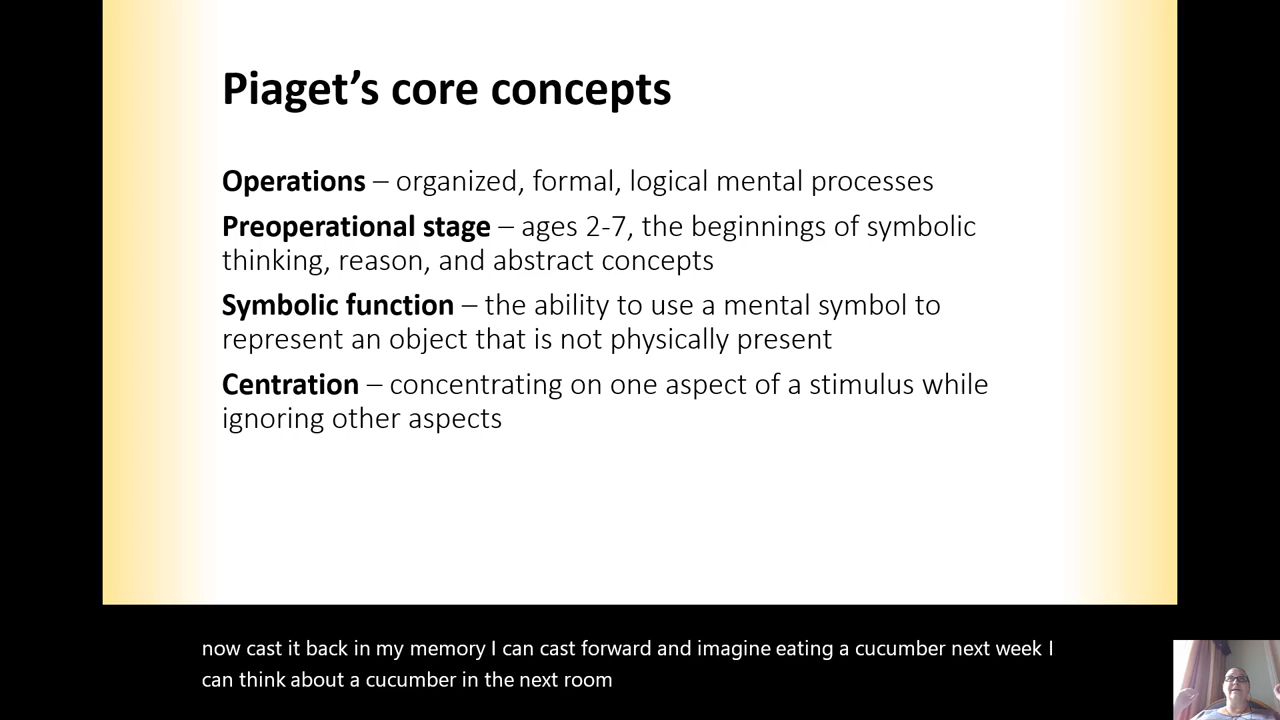 Piaget’s core concepts
Operations – organized, formal, logical mental processes
Preoperational stage – ages 2-7, the beginnings of symbolic
thinking, reason, and abstract concepts
Symbolic function – the ability to use a mental symbol to
represent an object that is not physically present
Centration – concentrating on one aspect of a stimulus while
ignoring other aspects
now cast it back in my memory I can cast forward and imagine eating a cucumber next week I
can think about a cucumber in the next room